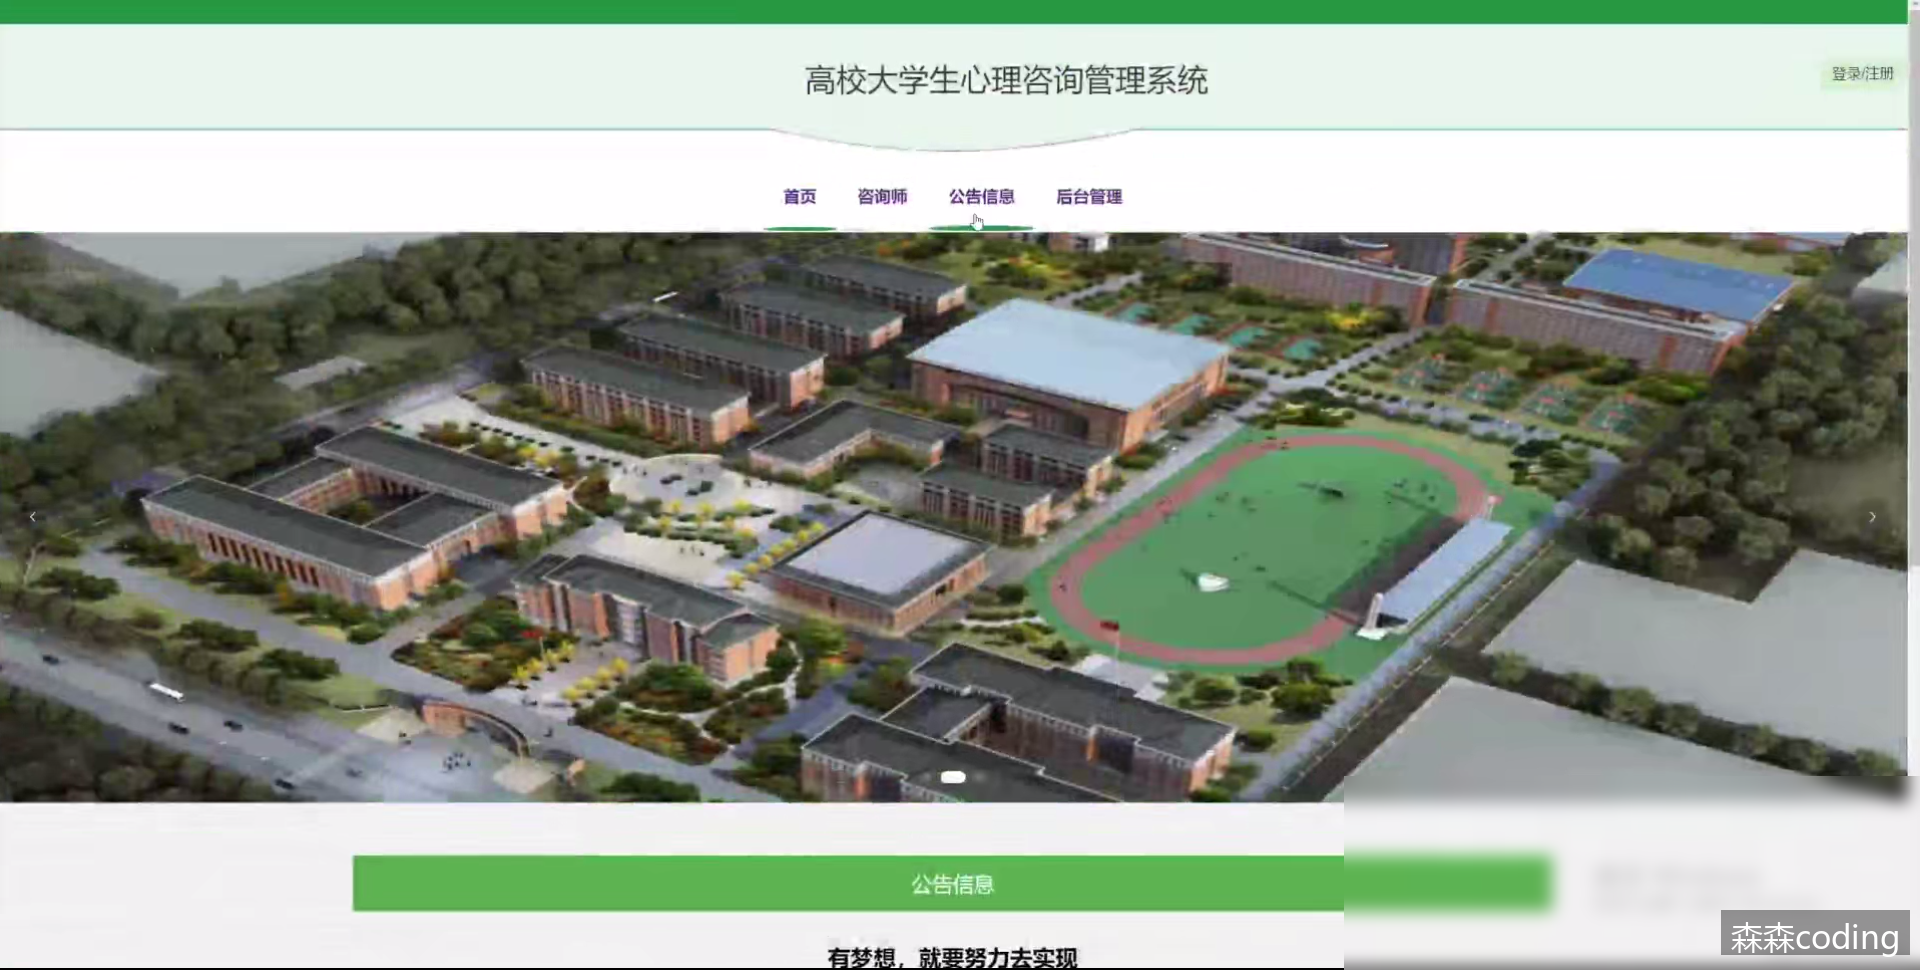 高校大学生心理咨询管理系统
登录/注册
首页 咨询师 公告信息 后台管理
公告信息
有梦想，就要努力去实现
森森coding